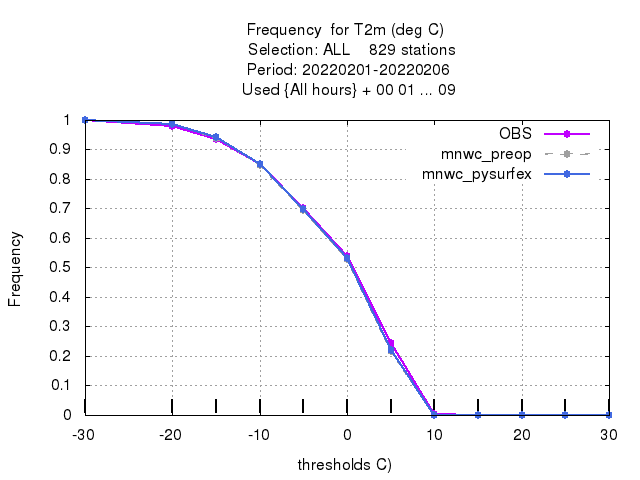 Frequency  for T2m (deg C)
Selection: ALL    829 stations
Period: 20220201-20220206
Used {All hours} + 00 01 ... 09
OBS
mnwc_preop
mnwc_pysurfex
1
0.9
0.8
0.7
0.6
0.5
0.4
0.3
0.2
0.1
0
Frequency
-30
-20
-10
0
10
20
30
thresholds C)